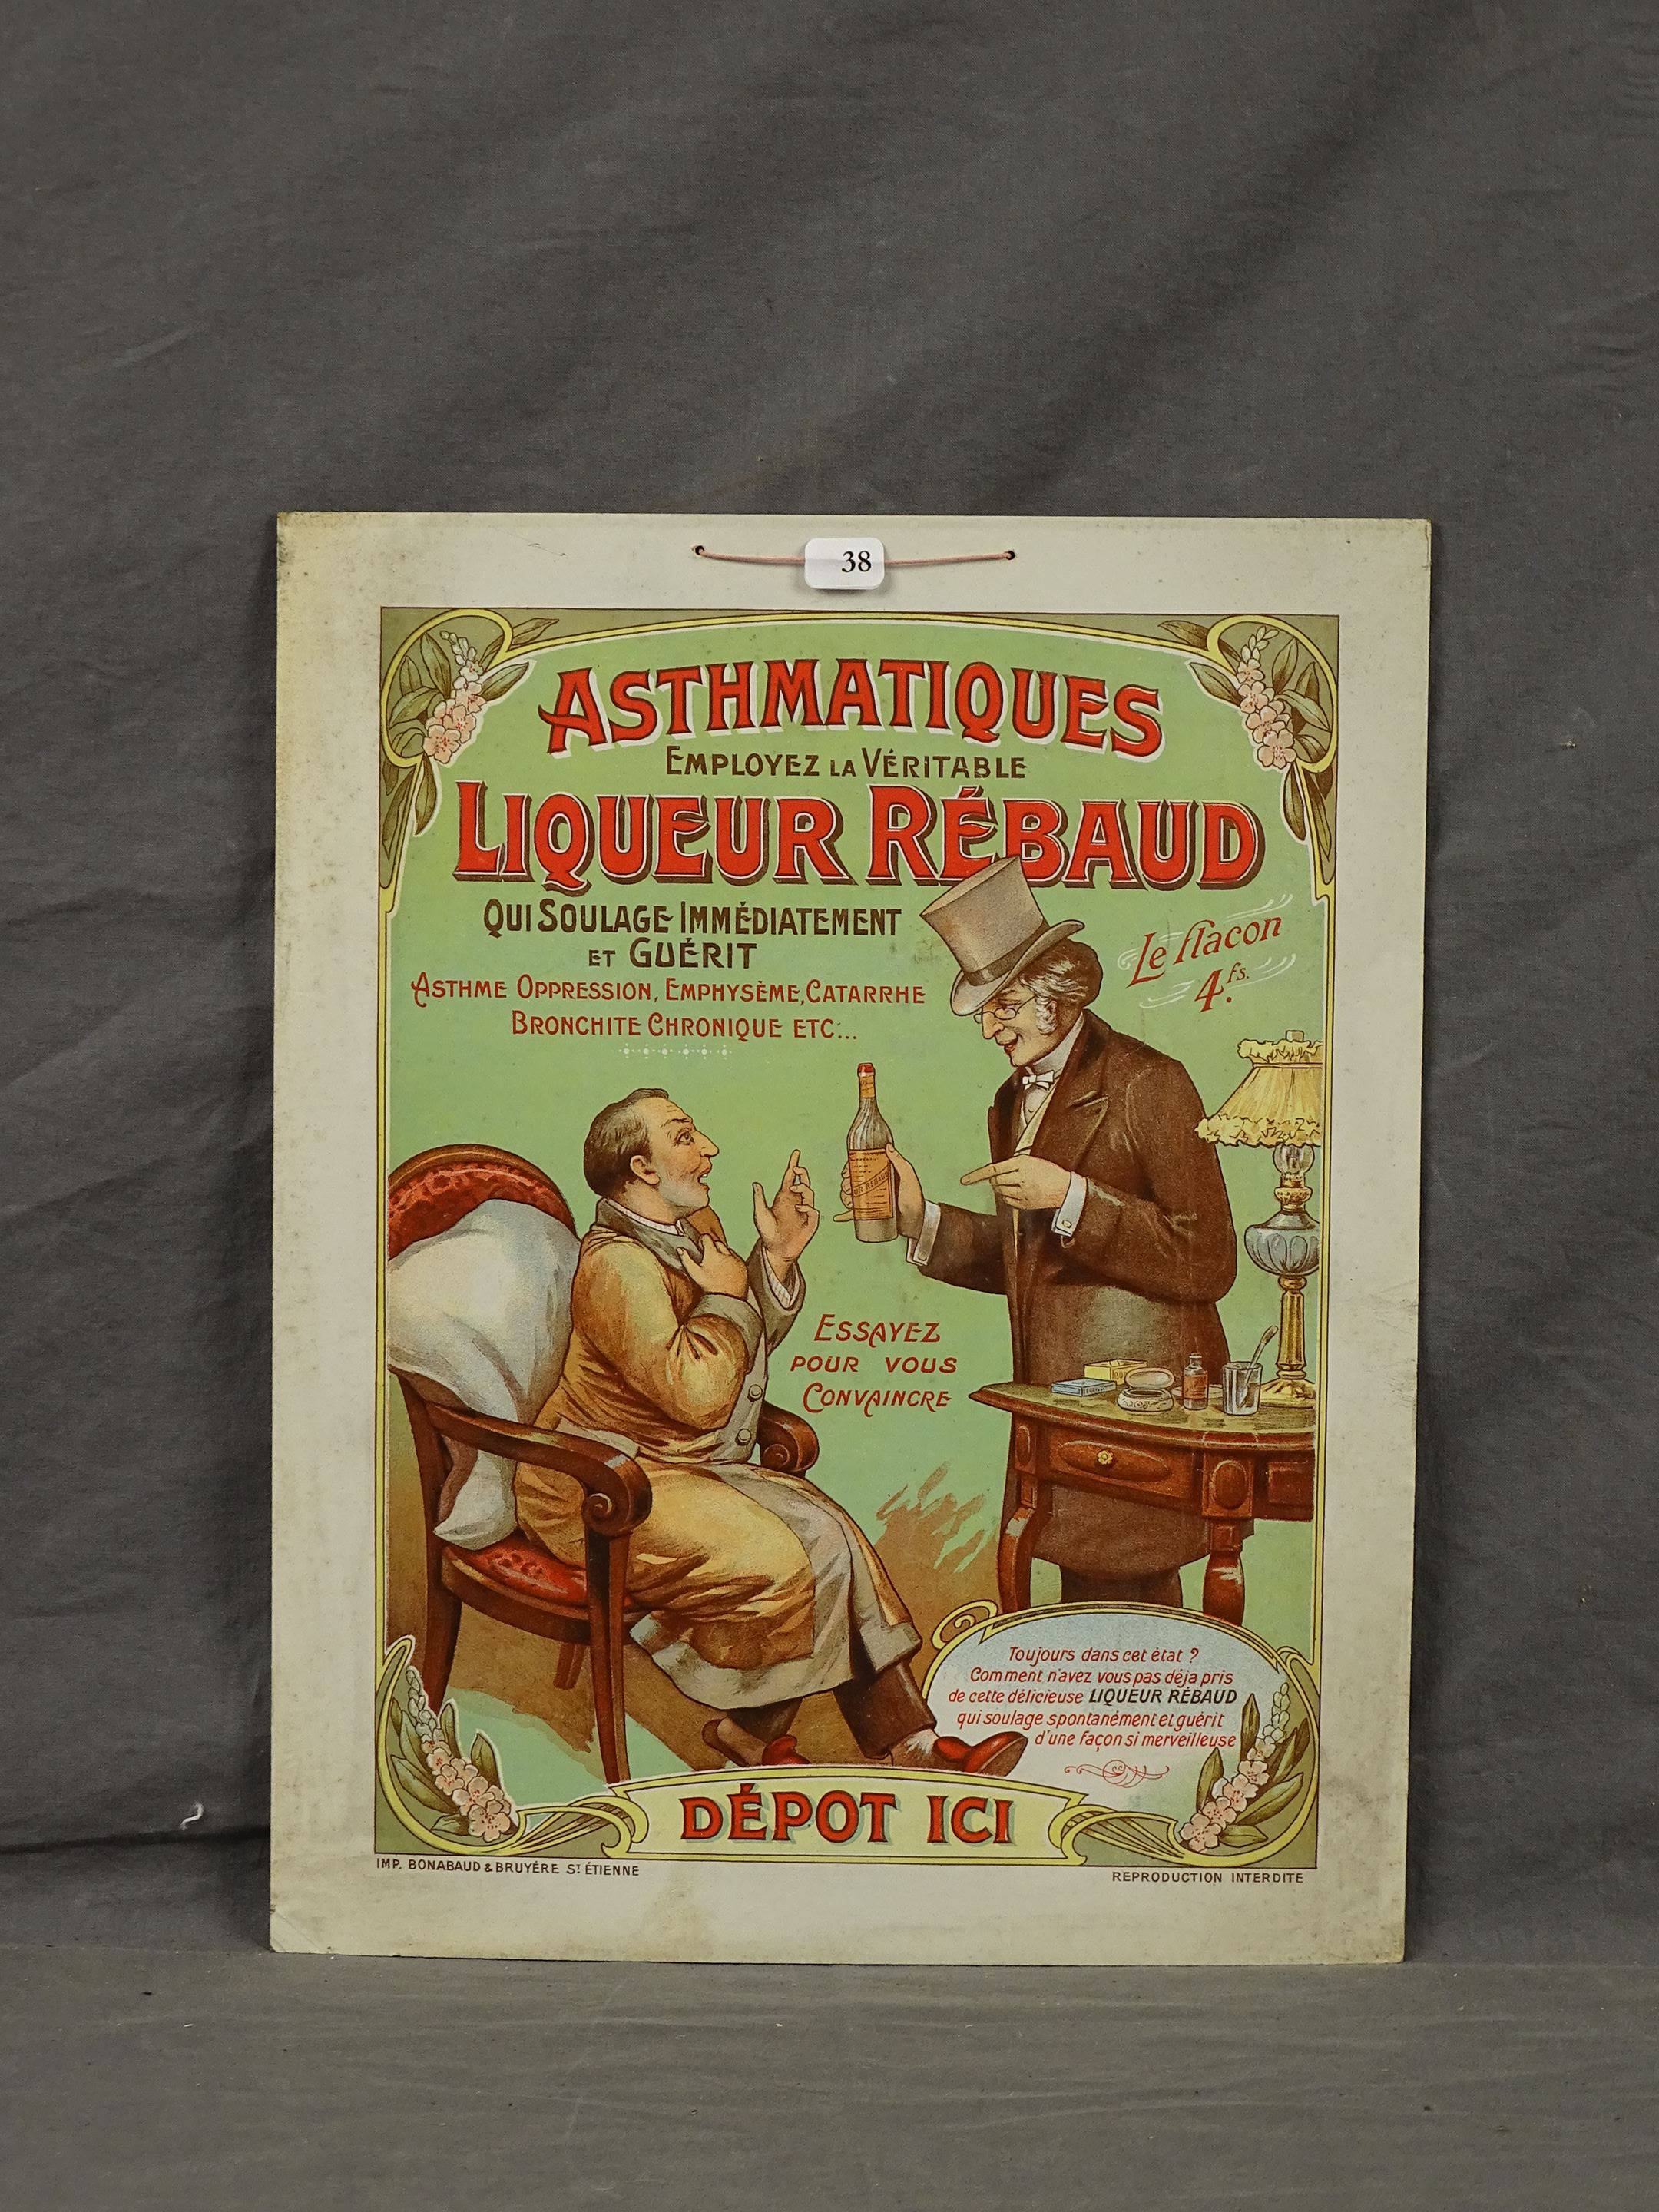 38
ASTHMATIQUES
EMPLOYEZ LA VÉRITABLE
LIQUEUR RÉBAUD
QUI SOULAGE IMMÉDIATEMENT
ET GUÉRIT
ASTHME OPPRESSION, EMPHYSÈME, CATARRHE
BRONCHITE CHRONIQUE ETC...
Le flacon
4 fs.
RÉBAUD
ESSAYEZ
POUR VOUS
CONVAINCRE
Toujours dans cet état ?
Comment n'avez vous pas déja pris
de cette délicieuse LIQUEUR RÉBAUD
qui soulage spontanément et guérit
d'une façon si merveilleuse
DÉPOT ICI
IMP. BONABAUD & BRUYÉRE ST ÉTIENNE
REPRODUCTION INTERDITE